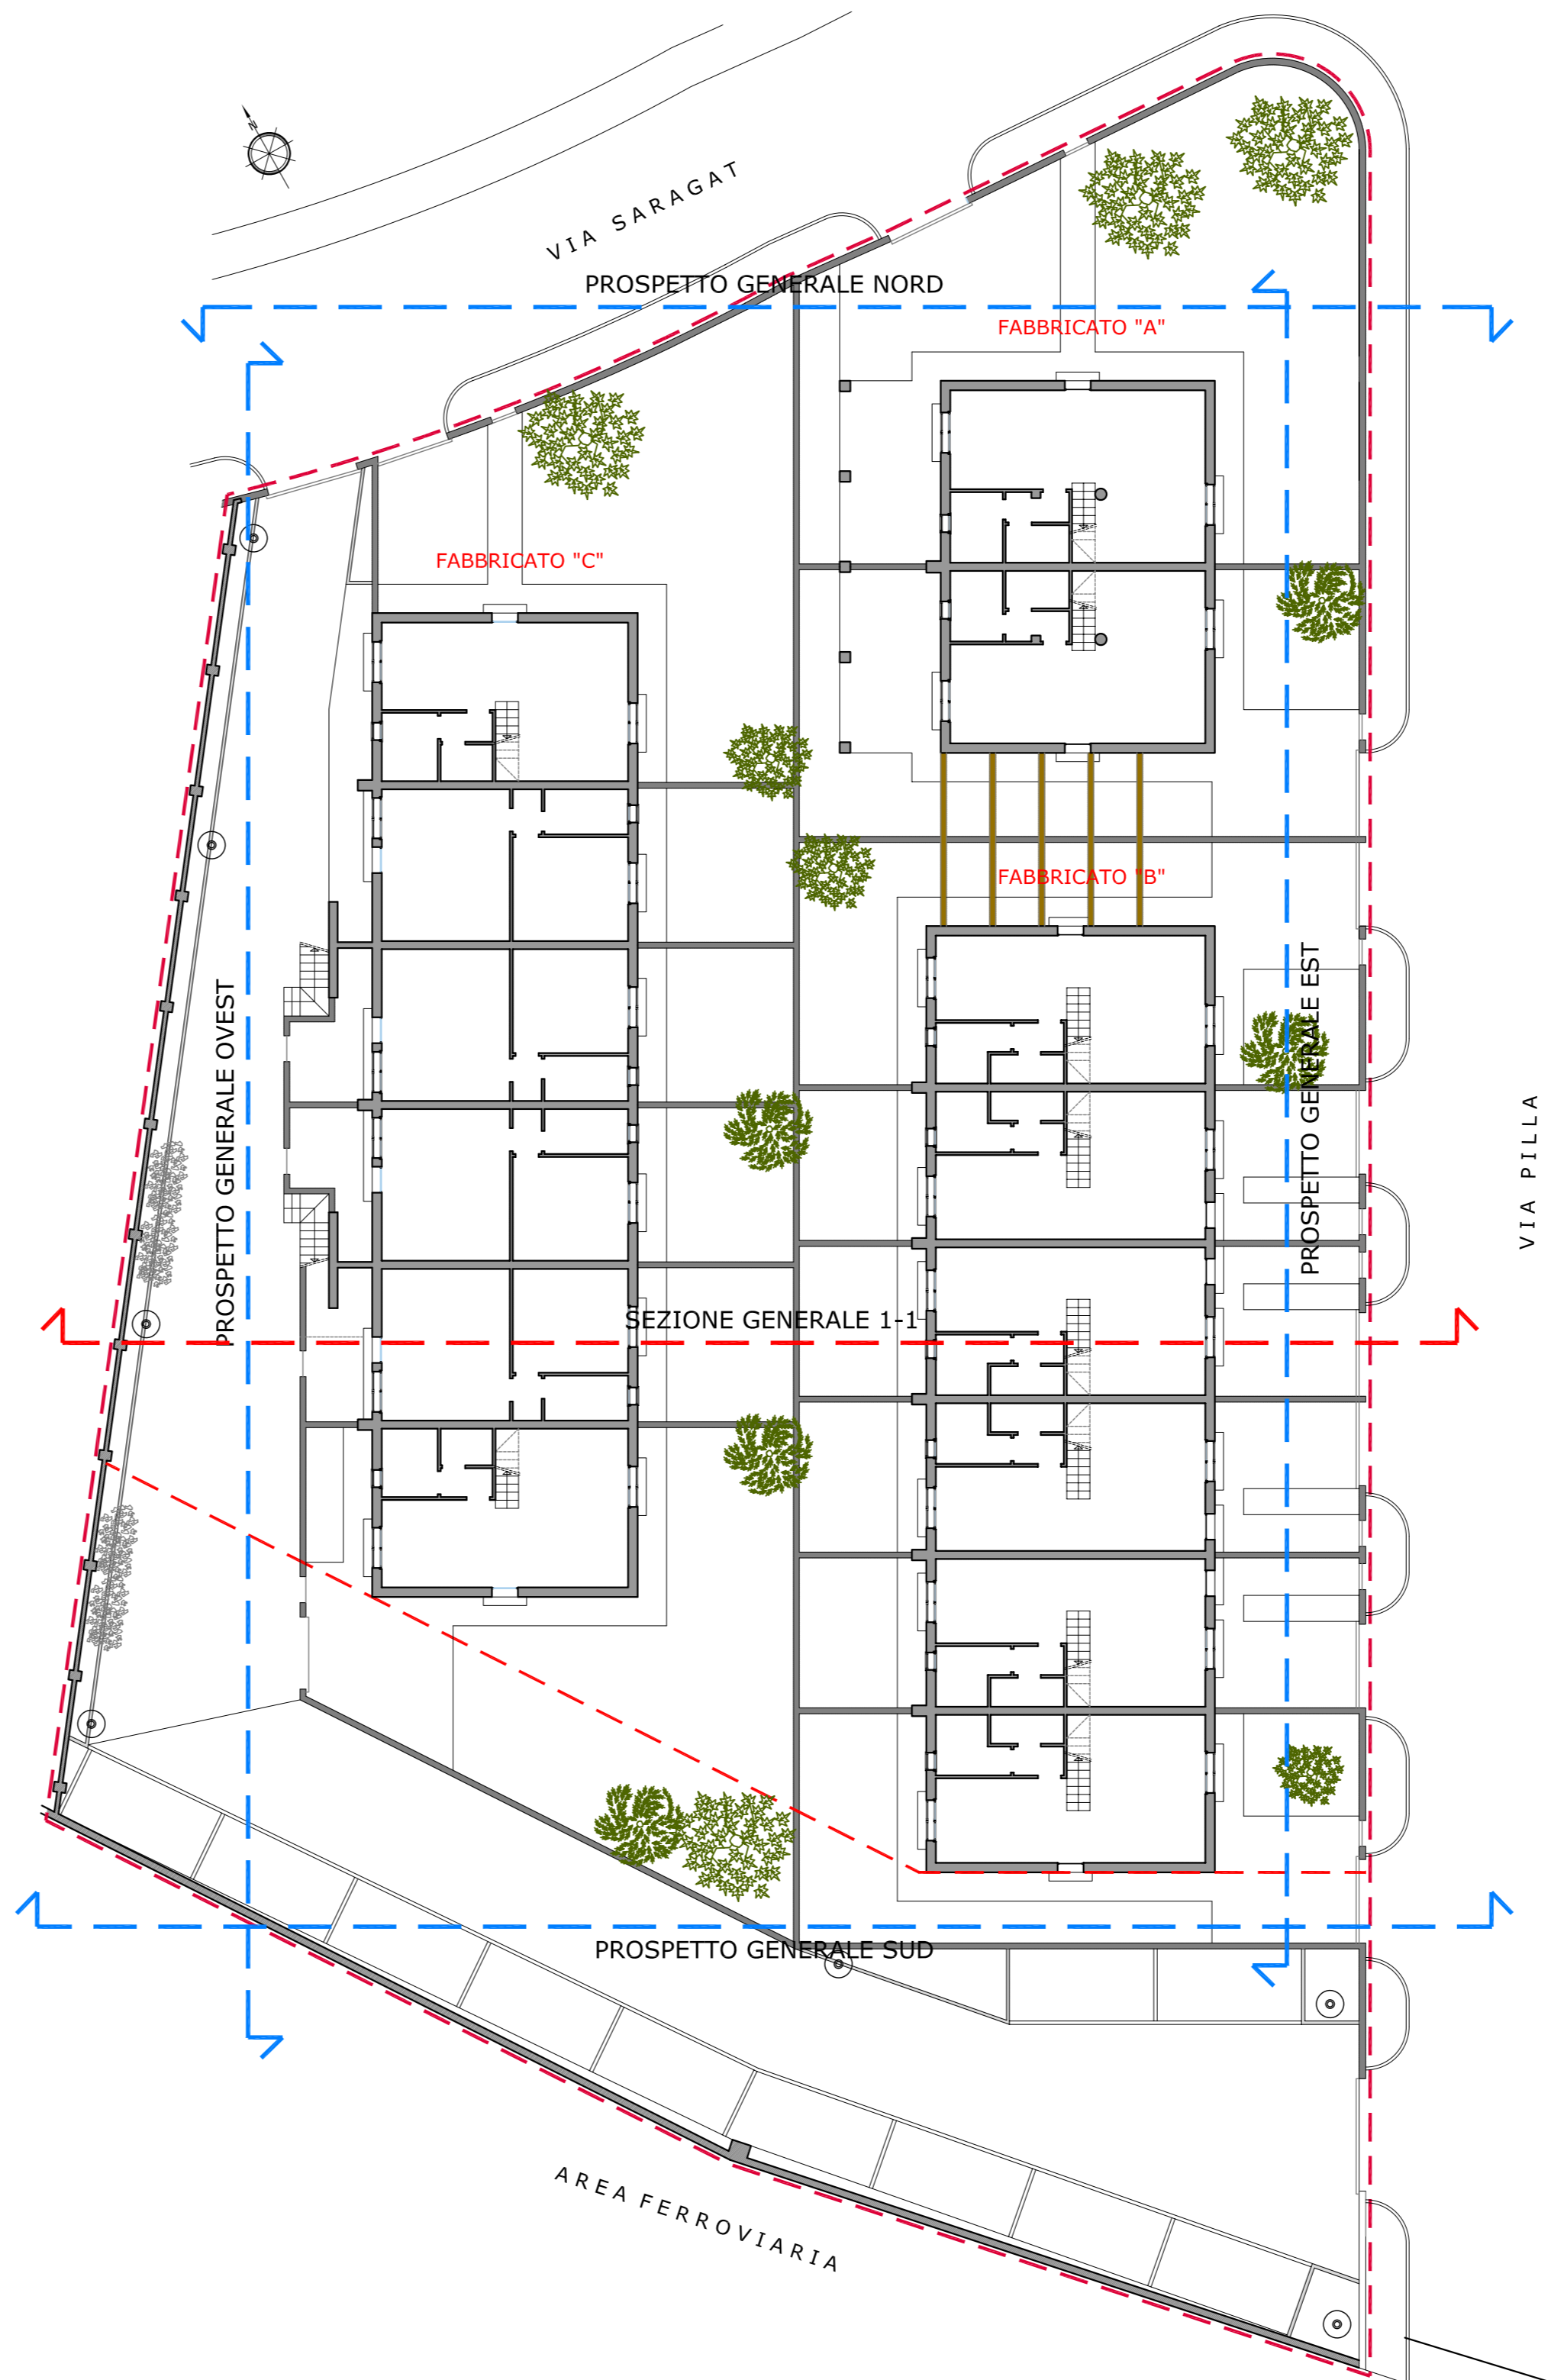 N
VIA SARAGAT
PROSPETTO GENERALE NORD
FABBRICATO "A"
FABBRICATO "C"
FABBRICATO "B"
PROSPETTO GENERALE OVEST
PROSPETTO GENERALE EST
VIA PILLA
SEZIONE GENERALE 1-1
PROSPETTO GENERALE SUD
AREA FERROVIARIA